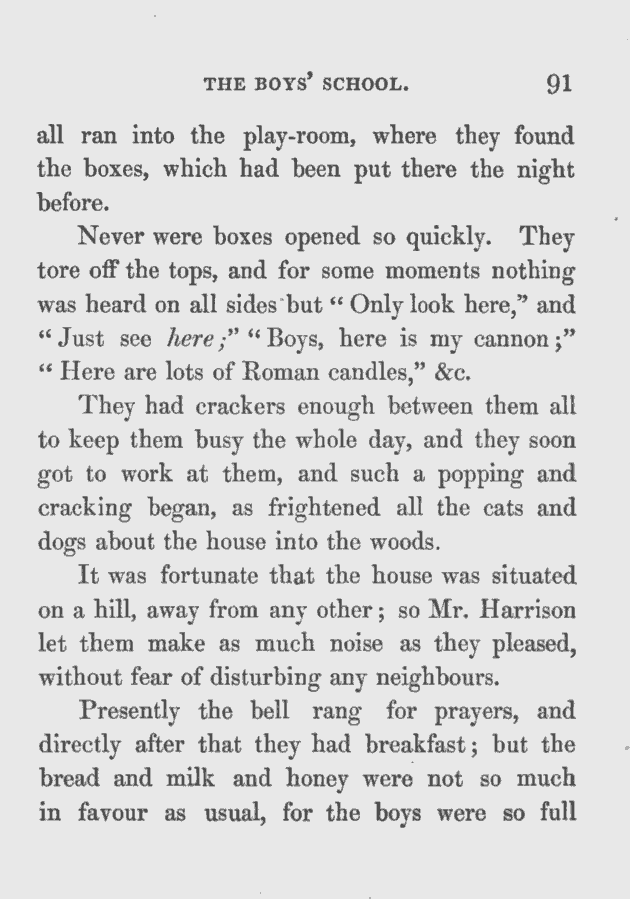 THE BOYS' SCHOOL. 91
all ran into the play-room, where they found
the boxes, which had been put there the night
before.
Never were boxes opened so quickly. They
tore off the tops, and for some moments nothing
was heard on all sides but “ Only look here,” and
“ Just see here ;” “ Boys, here is my cannon ;”
“ Here are lots of Roman candles,” &c.
They had crackers enough between them all
to keep them busy the whole day, and they soon
got to work at them, and such a popping and
cracking began, as frightened all the cats and
dogs about the house into the woods.
It was fortunate that the house was situated
on a hill, away from any other ; so Mr. Harrison
let them make as much noise as they pleased,
without fear of disturbing any neighbours.
Presently the bell rang for prayers, and
directly after that they had breakfast ; but the
bread and milk and honey were not so much
in favour as usual, for the boys were so full